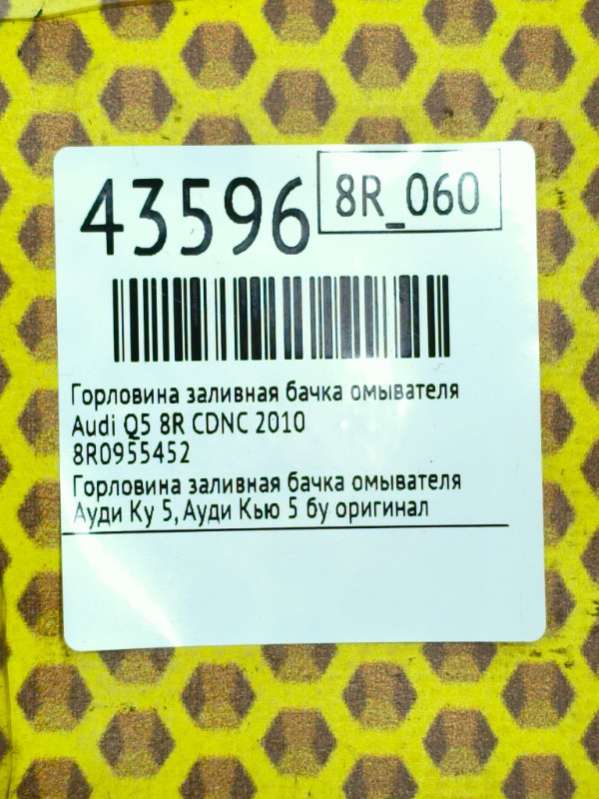 43596
8R_060
Горловина заливная бачка омывателя
Audi Q5 8R CDNC 2010
8R0955452
Горловина заливная бачка омывателя
Ауди Ку 5, Ауди Кью 5 бу оригинал